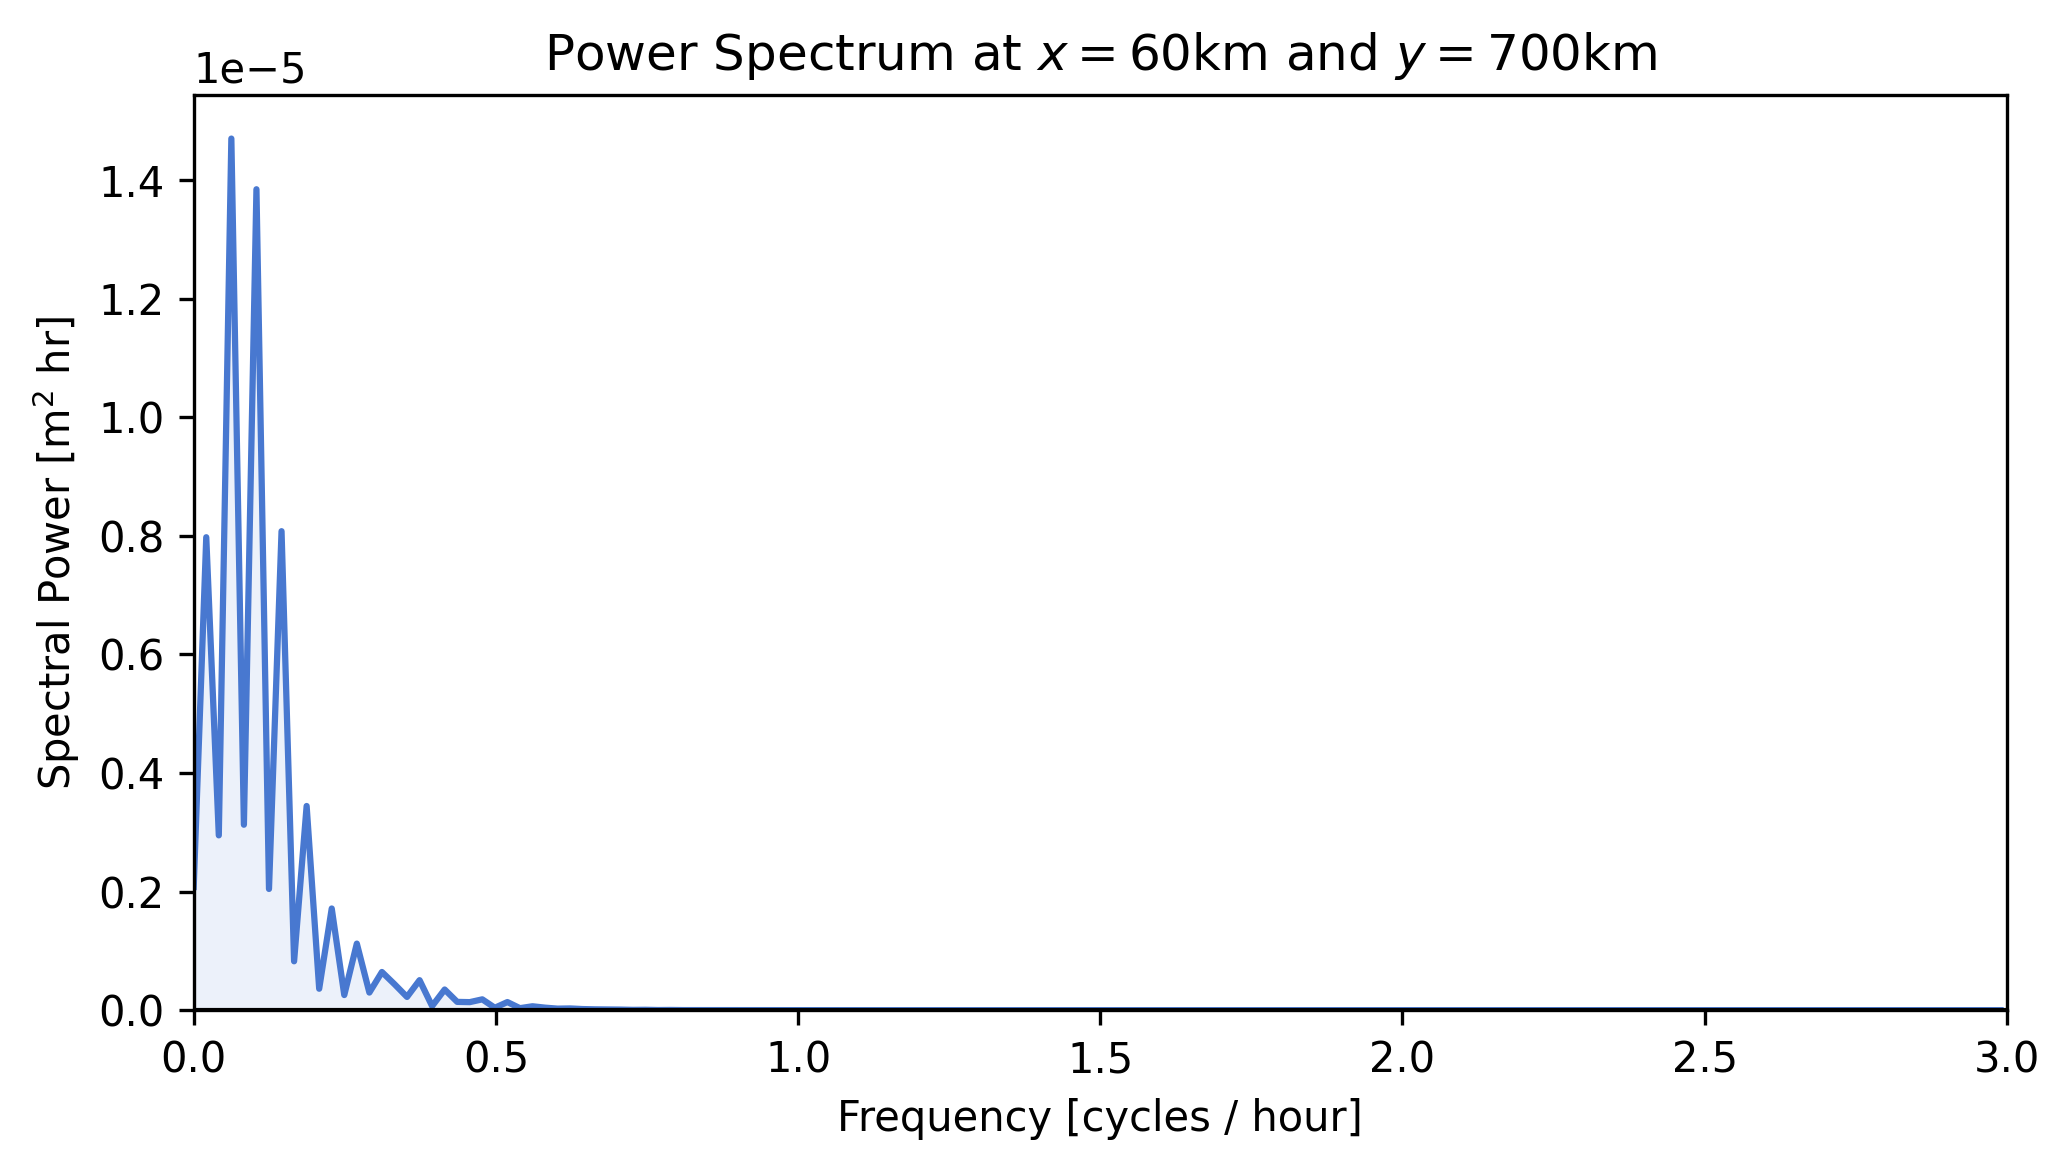 Power Spectrum at x = 60km and y = 700km
1e−5
1.4
1.2
1.0
0.8
0.6
0.4
0.2
0.0
Spectral Power [m² hr]
0.0 0.5 1.0 1.5 2.0 2.5 3.0
Frequency [cycles / hour]